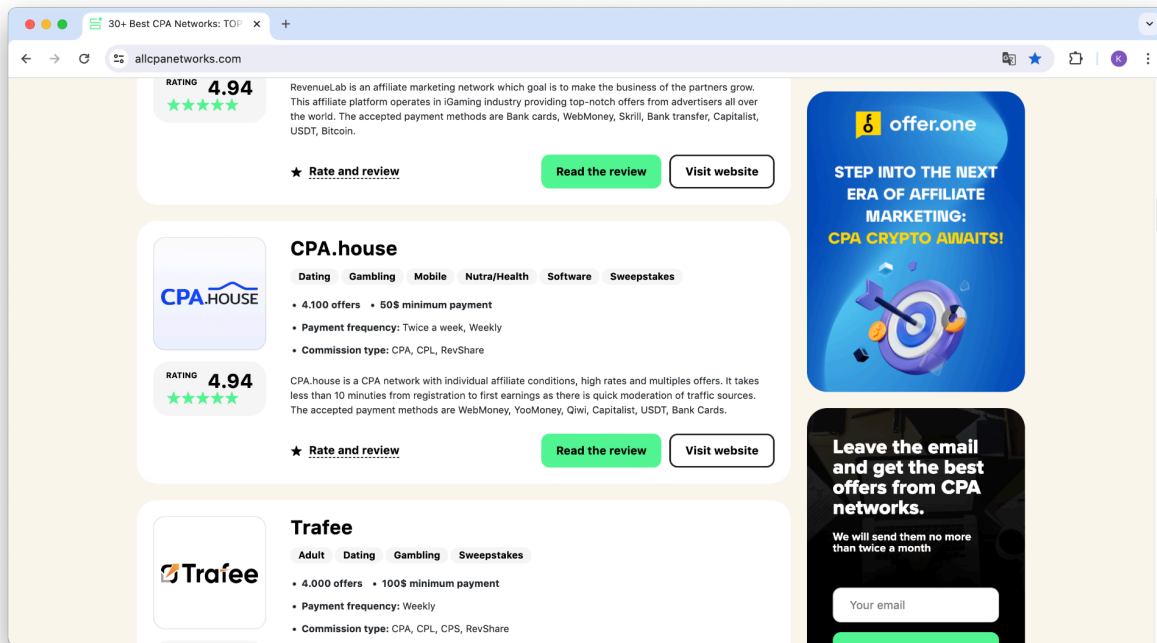 30+ Best CPA Networks: TOP
allcpanetworks.com
K
RATING 4.94
RevenueLab is an affiliate marketing network which goal is to make the business of the partners grow.
This affiliate platform operates in iGaming industry providing top-notch offers from advertisers all over
the world. The accepted payment methods are Bank cards, WebMoney, Skrill, Bank transfer, Capitalist,
USDT, Bitcoin.
Rate and review
Read the review
Visit website
CPA.HOUSE
CPA.house
Dating Gambling Mobile Nutra/Health Software Sweepstakes
• 4.100 offers • 50$ minimum payment
• Payment frequency: Twice a week, Weekly
• Commission type: CPA, CPL, RevShare
RATING 4.94
CPA.house is a CPA network with individual affiliate conditions, high rates and multiples offers. It takes
less than 10 minuties from registration to first earnings as there is quick moderation of traffic sources.
The accepted payment methods are WebMoney, YooMoney, Qiwi, Capitalist, USDT, Bank Cards.
Rate and review
Read the review
Visit website
Trafee
Trafee
Adult Dating Gambling Sweepstakes
• 4.000 offers • 100$ minimum payment
• Payment frequency: Weekly
• Commission type: CPA, CPL, CPS, RevShare
offer.one
STEP INTO THE NEXT
ERA OF AFFILIATE
MARKETING:
CPA CRYPTO AWAITS!
Leave the email
and get the best
offers from CPA
networks.
We will send them no more
than twice a month
Your email